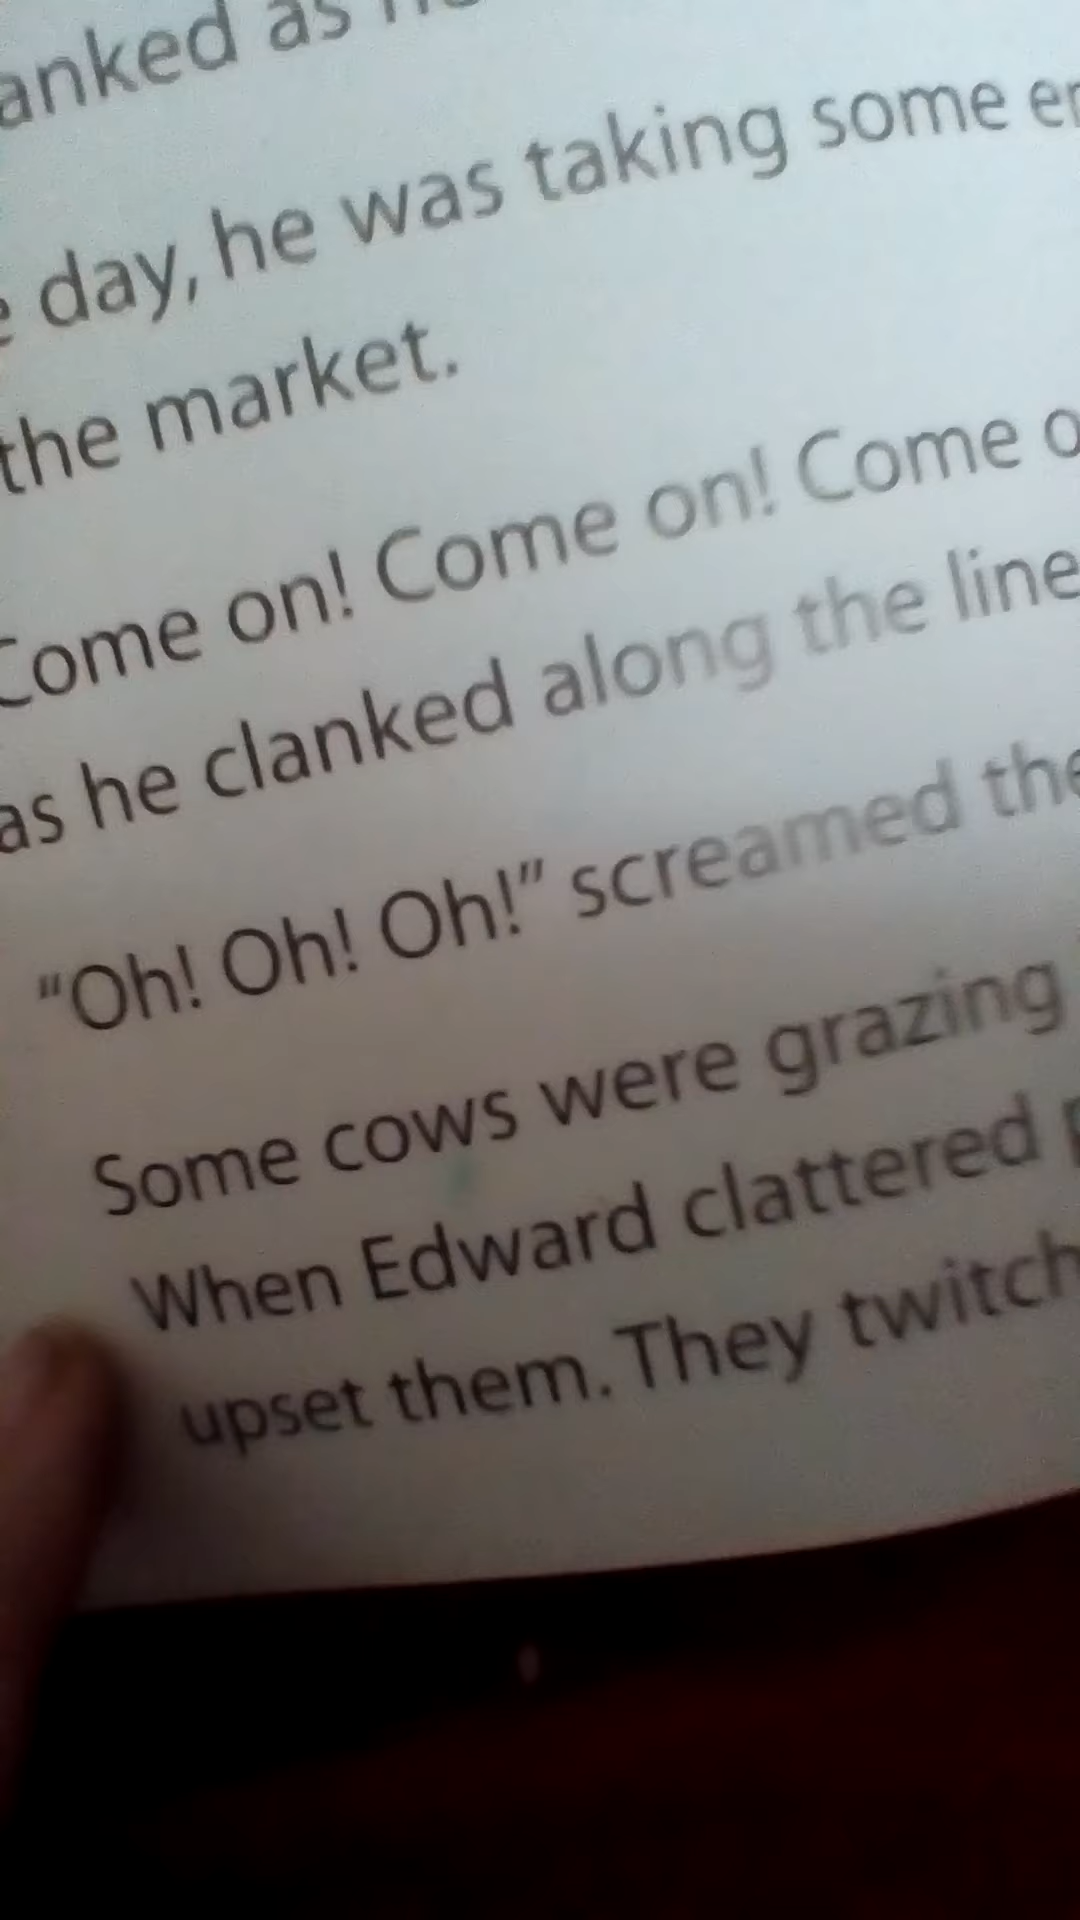 anked as
day, he was taking some
the market.
Come on! Come on! Come
as he clanked along the line
"Oh! Oh! Oh!" screamed the
Some cows were grazing
When Edward clattered
upset them. They twitch